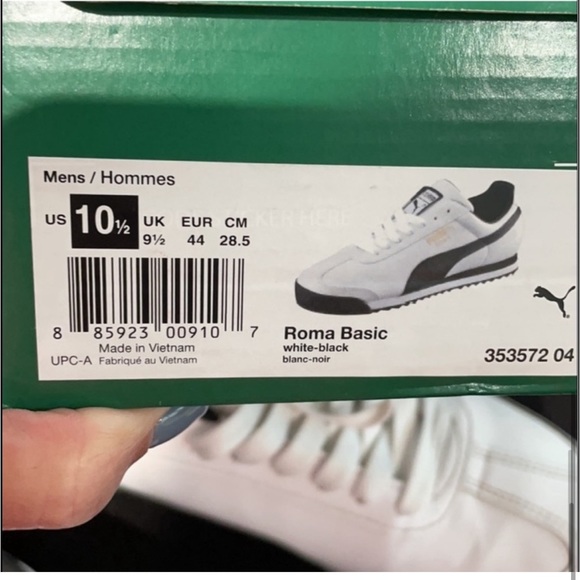 Mens / Hommes
US 10½ UK 9½ EUR 44 CM 28.5
8 85923 00910 7
Made in Vietnam
UPC-A Fabriqué au Vietnam
Roma Basic
white-black
blanc-noir
353572 04